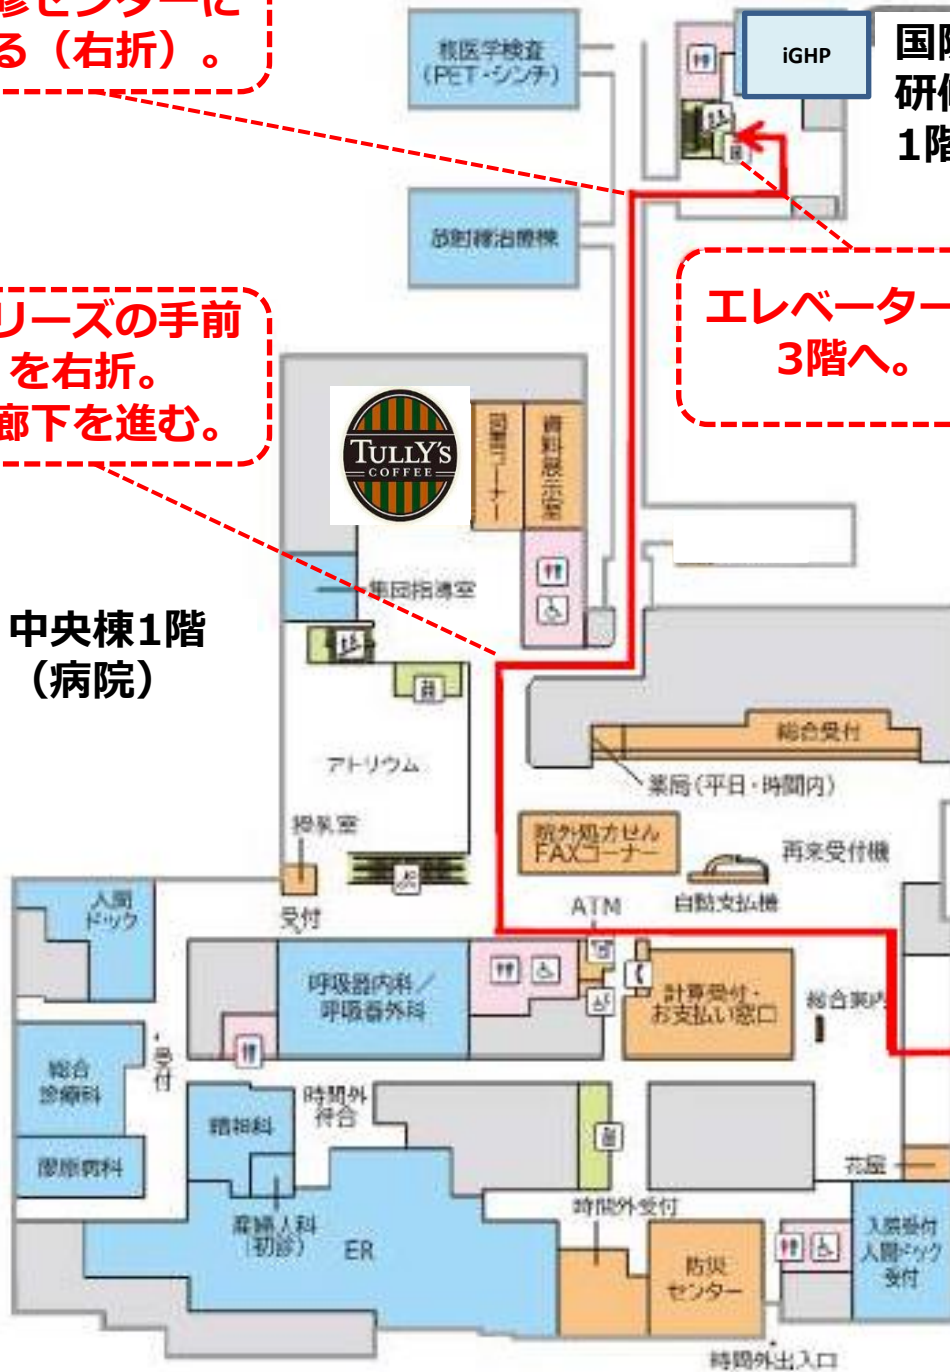 修センターに
る（右折）。
核医学検査
(PET・シンチ)
iGHP
国際
研修
1階
放射線治療棟
エレベーター
3階へ。
リーズの手前
を右折。
廊下を進む。
TULLY'S
COFFEE
図書コーナー
資料展示室
集団指導室
中央棟1階
（病院）
総合受付
アトリウム
薬局(平日・時間内)
授乳室
院外処方せん
FAXコーナー
再来受付機
自動支払機
ATM
人間
ドック
受付
呼吸器内科／
呼吸器外科
計算受付・
お支払い窓口
総合案内
受付
総合
診療科
時間外
待合
精神科
膠原病科
花屋
時間外受付
産婦人科
(初診)
ER
防災
センター
入院受付
人間ドック
受付
時間外出入口